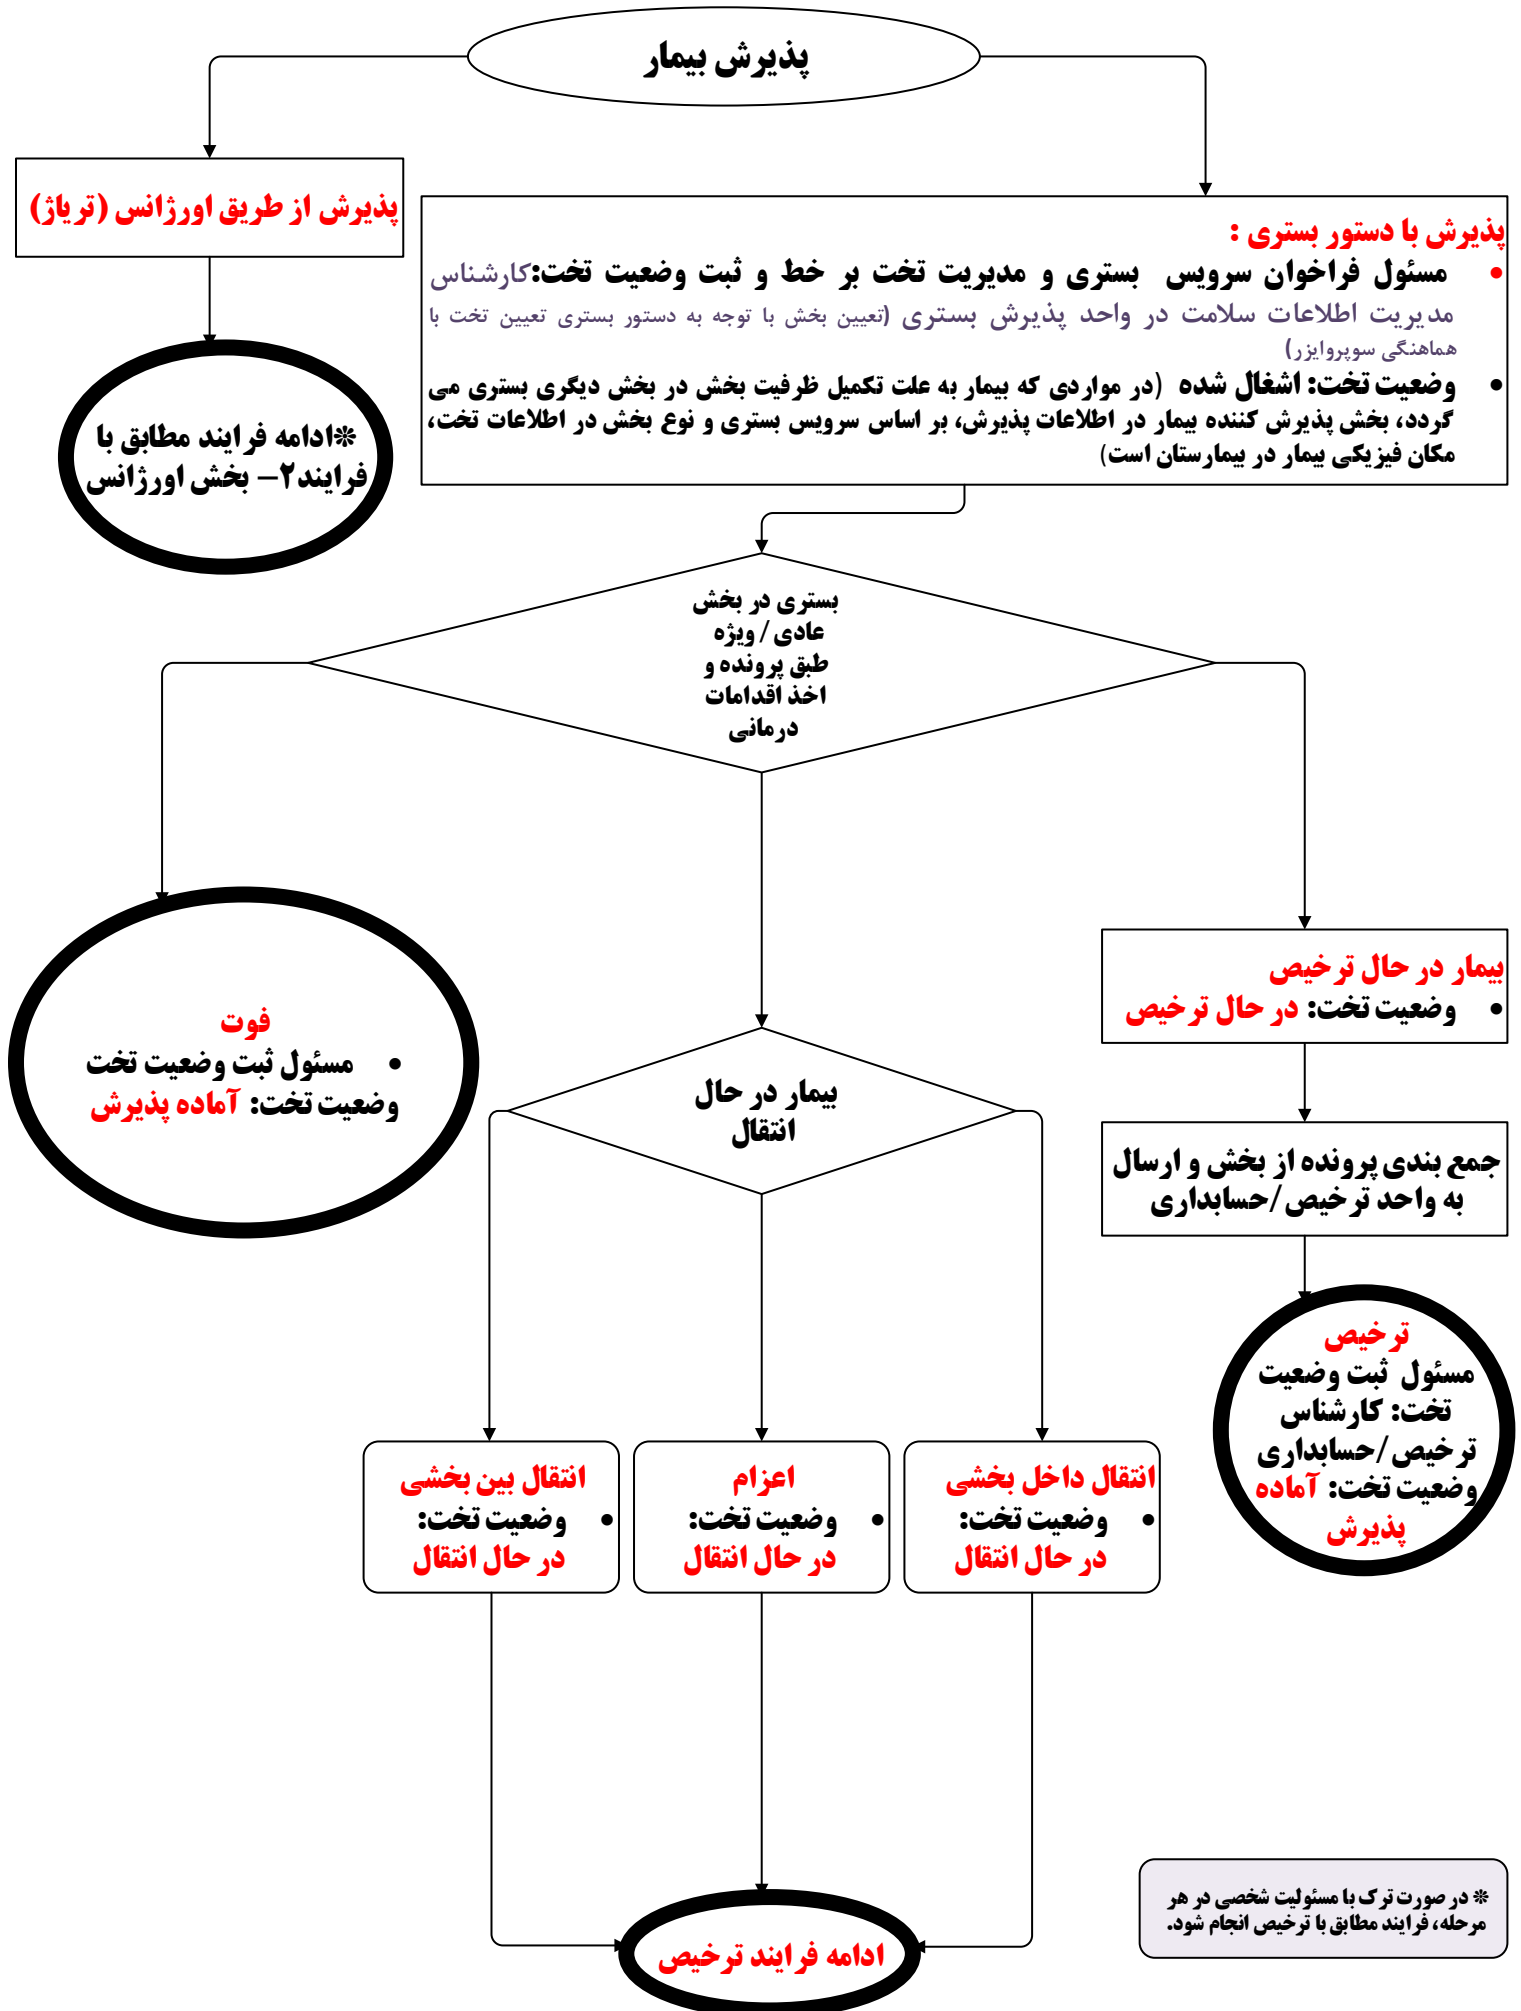 پذیرش بیمار
پذیرش از طریق اورژانس (تریاژ)
*ادامه فرایند مطابق با
فرایند۲- بخش اورژانس
پذیرش با دستور بستری :
• مسئول فراخوان سرویس بستری و مدیریت تخت بر خط و ثبت وضعیت تخت:کارشناس
مدیریت اطلاعات سلامت در واحد پذیرش بستری (تعیین بخش با توجه به دستور بستری تعیین تخت با
هماهنگی سوپروایزر)
• وضعیت تخت: اشغال شده (در مواردی که بیمار به علت تکمیل ظرفیت بخش در بخش دیگری بستری می
گردد، بخش پذیرش کننده بیمار در اطلاعات پذیرش، بر اساس سرویس بستری و نوع بخش در اطلاعات تخت،
مکان فیزیکی بیمار در بیمارستان است)
بستری در بخش
عادی/ ویژه
طبق پرونده و
اخذ اقدامات
درمانی
فوت
• مسئول ثبت وضعیت تخت
وضعیت تخت: آماده پذیرش
بیمار در حال ترخیص
• وضعیت تخت: در حال ترخیص
جمع بندی پرونده از بخش و ارسال
به واحد ترخیص/حسابداری
ترخیص
مسئول ثبت وضعیت
تخت: کارشناس
ترخیص/حسابداری
وضعیت تخت: آماده
پذیرش
بیمار در حال
انتقال
انتقال داخل بخشی
• وضعیت تخت:
در حال انتقال
اعزام
• وضعیت تخت:
در حال انتقال
انتقال بین بخشی
• وضعیت تخت:
در حال انتقال
ادامه فرایند ترخیص
* در صورت ترک با مسئولیت شخصی در هر
مرحله، فرایند مطابق با ترخیص انجام شود.